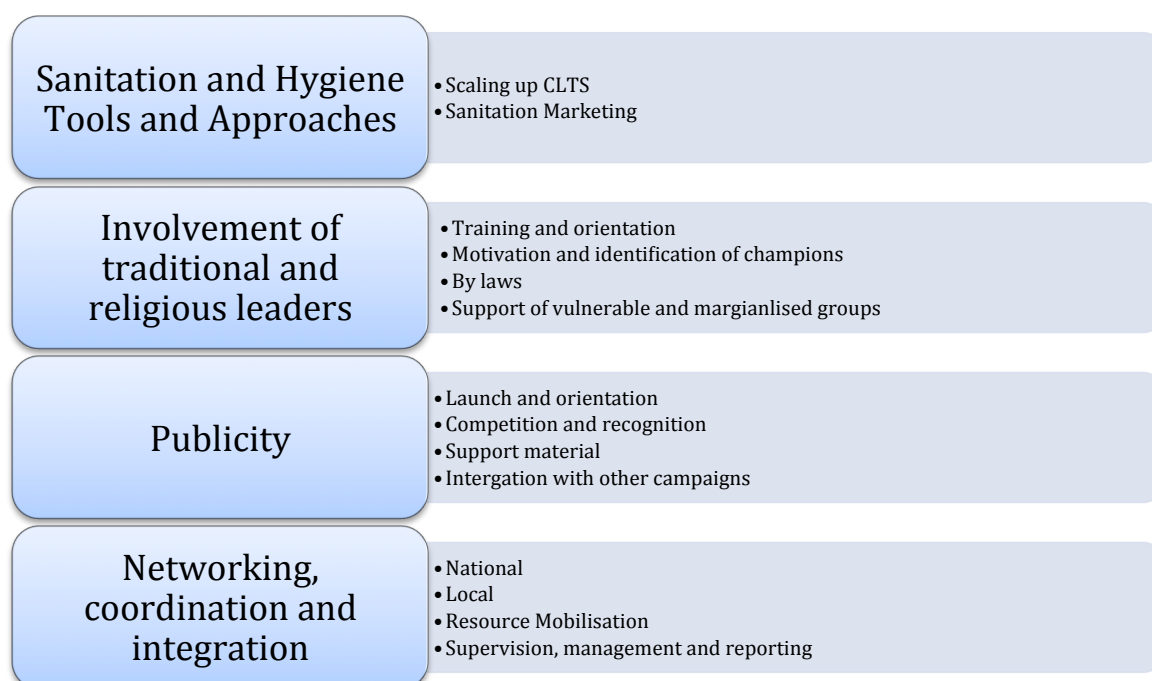 Sanitation and Hygiene
Tools and Approaches
• Scaling up CLTS
• Sanitation Marketing
Involvement of
traditional and
religious leaders
• Training and orientation
• Motivation and identification of champions
• By laws
• Support of vulnerable and margianlised groups
Publicity
• Launch and orientation
• Competition and recognition
• Support material
• Intergation with other campaigns
Networking,
coordination and
integration
• National
• Local
• Resource Mobilisation
• Supervision, management and reporting